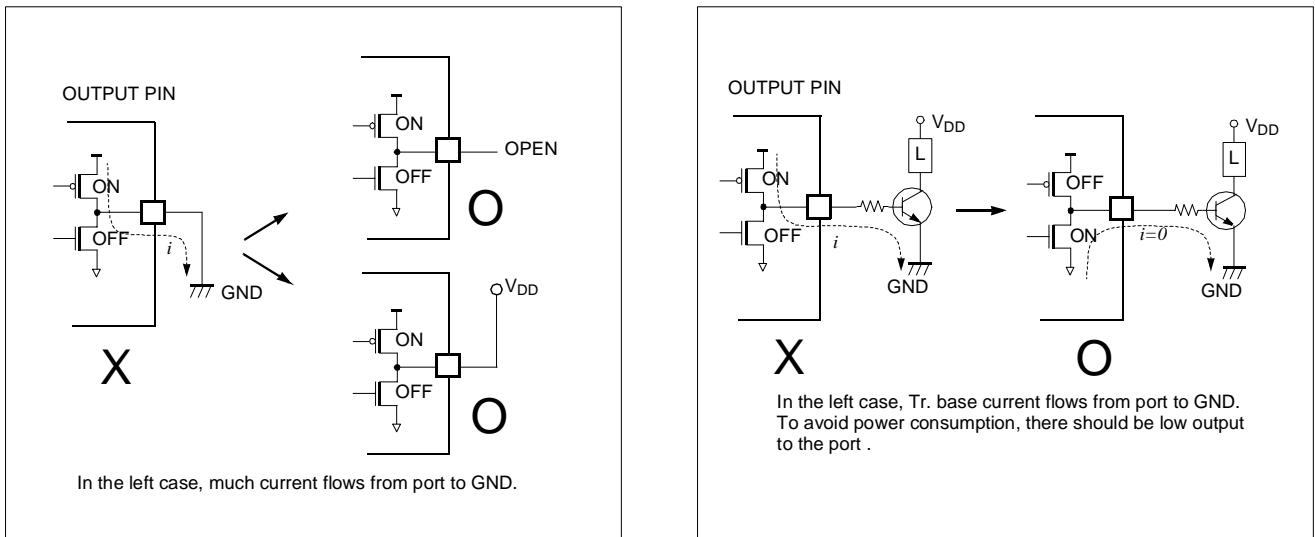 OUTPUT PIN
ON
OFF
i
GND
X
ON
OFF
OPEN
O
VDD
ON
OFF
O
In the left case, much current flows from port to GND.
OUTPUT PIN
VDD
L
ON
OFF
i
GND
X
VDD
L
OFF
ON
i=0
GND
O
In the left case, Tr. base current flows from port to GND.
To avoid power consumption, there should be low output
to the port .